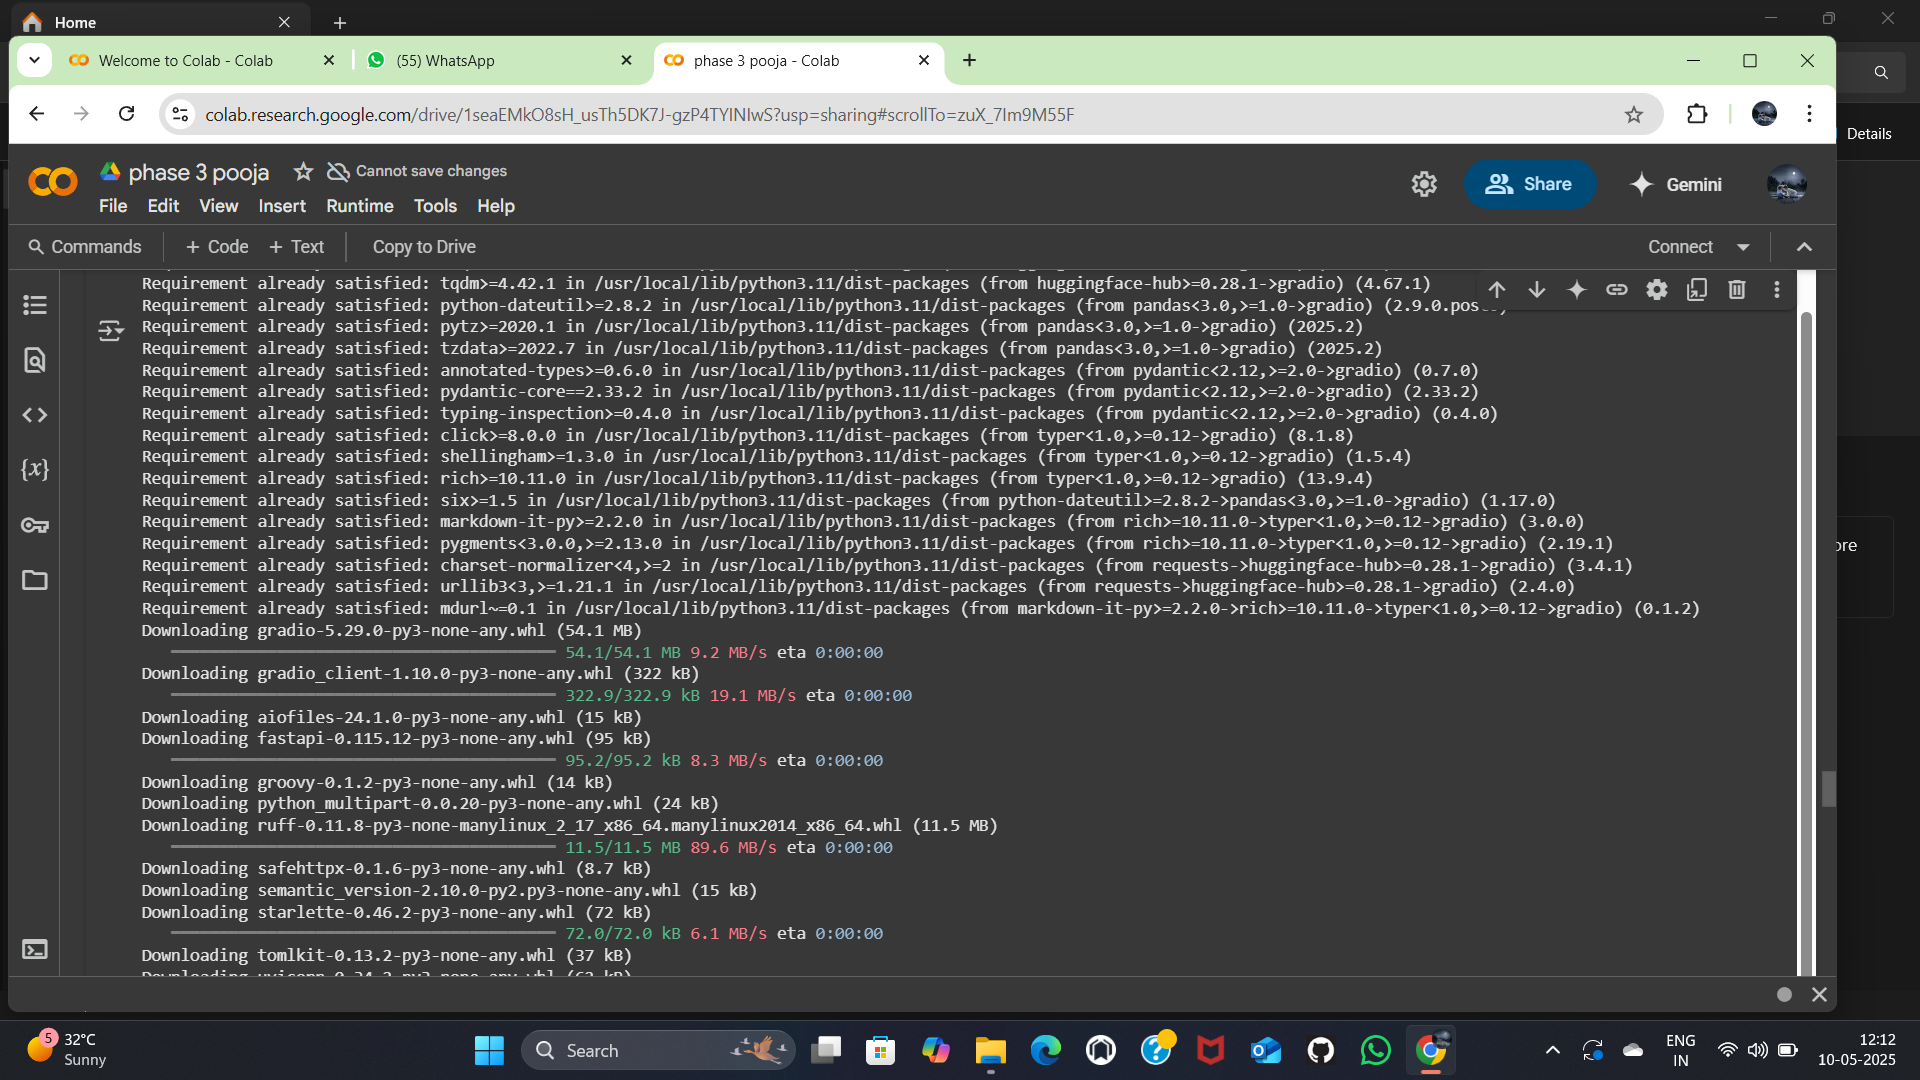 Home
Welcome to Colab - Colab
(55) WhatsApp
phase 3 pooja - Colab
colab.research.google.com/drive/1seaEMkO8sH_usTh5DK7J-gzP4TYlNIwS?usp=sharing#scrollTo=zuX_7Im9M55F
Details
phase 3 pooja
Cannot save changes
Share
Gemini
File Edit View Insert Runtime Tools Help
Commands
+ Code + Text
Copy to Drive
Connect
Requirement already satisfied: tqdm>=4.42.1 in /usr/local/lib/python3.11/dist-packages (from huggingface-hub>=0.28.1->gradio) (4.67.1)
Requirement already satisfied: python-dateutil>=2.8.2 in /usr/local/lib/python3.11/dist-packages (from pandas<3.0,>=1.0->gradio) (2.9.0.post
Requirement already satisfied: pytz>=2020.1 in /usr/local/lib/python3.11/dist-packages (from pandas<3.0,>=1.0->gradio) (2025.2)
Requirement already satisfied: tzdata>=2022.7 in /usr/local/lib/python3.11/dist-packages (from pandas<3.0,>=1.0->gradio) (2025.2)
Requirement already satisfied: annotated-types>=0.6.0 in /usr/local/lib/python3.11/dist-packages (from pydantic<2.12,>=2.0->gradio) (0.7.0)
Requirement already satisfied: pydantic-core==2.33.2 in /usr/local/lib/python3.11/dist-packages (from pydantic<2.12,>=2.0->gradio) (2.33.2)
Requirement already satisfied: typing-inspection>=0.4.0 in /usr/local/lib/python3.11/dist-packages (from pydantic<2.12,>=2.0->gradio) (0.4.0)
Requirement already satisfied: click>=8.0.0 in /usr/local/lib/python3.11/dist-packages (from typer<1.0,>=0.12->gradio) (8.1.8)
Requirement already satisfied: shellingham>=1.3.0 in /usr/local/lib/python3.11/dist-packages (from typer<1.0,>=0.12->gradio) (1.5.4)
Requirement already satisfied: rich>=10.11.0 in /usr/local/lib/python3.11/dist-packages (from typer<1.0,>=0.12->gradio) (13.9.4)
Requirement already satisfied: six>=1.5 in /usr/local/lib/python3.11/dist-packages (from python-dateutil>=2.8.2->pandas<3.0,>=1.0->gradio) (1.17.0)
Requirement already satisfied: markdown-it-py>=2.2.0 in /usr/local/lib/python3.11/dist-packages (from rich>=10.11.0->typer<1.0,>=0.12->gradio) (3.0.0)
Requirement already satisfied: pygments<3.0.0,>=2.13.0 in /usr/local/lib/python3.11/dist-packages (from rich>=10.11.0->typer<1.0,>=0.12->gradio) (2.19.1)
Requirement already satisfied: charset-normalizer<4,>=2 in /usr/local/lib/python3.11/dist-packages (from requests->huggingface-hub>=0.28.1->gradio) (3.4.1)
Requirement already satisfied: urllib3<3,>=1.21.1 in /usr/local/lib/python3.11/dist-packages (from requests->huggingface-hub>=0.28.1->gradio) (2.4.0)
Requirement already satisfied: mdurl~=0.1 in /usr/local/lib/python3.11/dist-packages (from markdown-it-py>=2.2.0->rich>=10.11.0->typer<1.0,>=0.12->gradio) (0.1.2)
Downloading gradio-5.29.0-py3-none-any.whl (54.1 MB)
54.1/54.1 MB 9.2 MB/s eta 0:00:00
Downloading gradio_client-1.10.0-py3-none-any.whl (322 kB)
322.9/322.9 kB 19.1 MB/s eta 0:00:00
Downloading aiofiles-24.1.0-py3-none-any.whl (15 kB)
Downloading fastapi-0.115.12-py3-none-any.whl (95 kB)
95.2/95.2 kB 8.3 MB/s eta 0:00:00
Downloading groovy-0.1.2-py3-none-any.whl (14 kB)
Downloading python_multipart-0.0.20-py3-none-any.whl (24 kB)
Downloading ruff-0.11.8-py3-none-manylinux_2_17_x86_64.manylinux2014_x86_64.whl (11.5 MB)
11.5/11.5 MB 89.6 MB/s eta 0:00:00
Downloading safehttpx-0.1.6-py3-none-any.whl (8.7 kB)
Downloading semantic_version-2.10.0-py2.py3-none-any.whl (15 kB)
Downloading starlette-0.46.2-py3-none-any.whl (72 kB)
72.0/72.0 kB 6.1 MB/s eta 0:00:00
Downloading tomlkit-0.13.2-py3-none-any.whl (37 kB)
ore
5
32°C
Sunny
Search
ENG
IN
12:12
10-05-2025